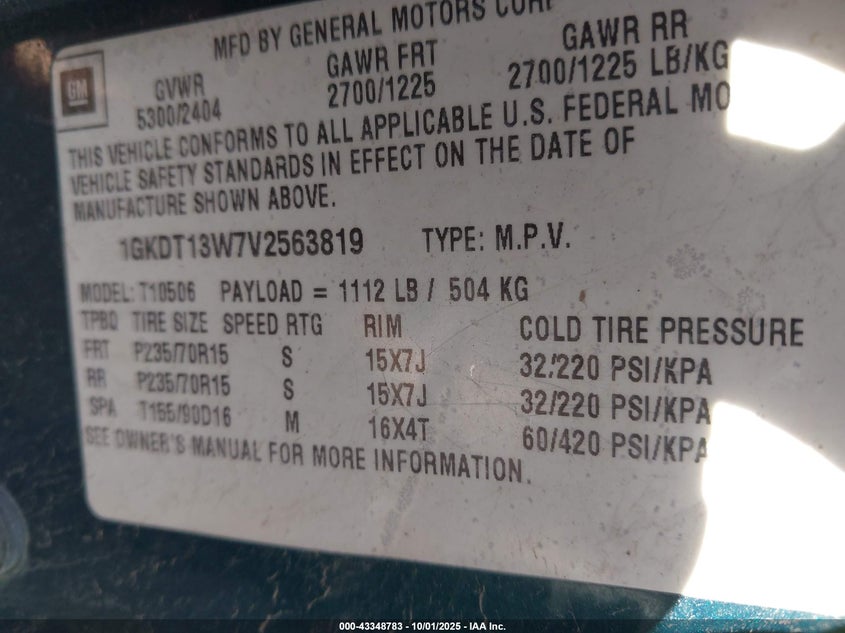 MFD BY GENERAL MOTORS CORP
GM
GVWR GAWR FRT GAWR RR
5300/2404 2700/1225 2700/1225 LB/KG
THIS VEHICLE CONFORMS TO ALL APPLICABLE U.S. FEDERAL MO
VEHICLE SAFETY STANDARDS IN EFFECT ON THE DATE OF
MANUFACTURE SHOWN ABOVE.
1GKDT13W7V2563819 TYPE: M.P.V.
MODEL: T10506 PAYLOAD = 1112 LB / 504 KG
TPBQ TIRE SIZE SPEED RTG RIM COLD TIRE PRESSURE
FRT P235/70R15 S 15X7J 32/220 PSI/KPA
RR P235/70R15 S 15X7J 32/220 PSI/KPA
SPA T155/90D16 M 16X4T 60/420 PSI/KPA
SEE OWNER'S MANUAL FOR MORE INFORMATION.
000-43348783 - 10/01/2025 - IAA Inc.